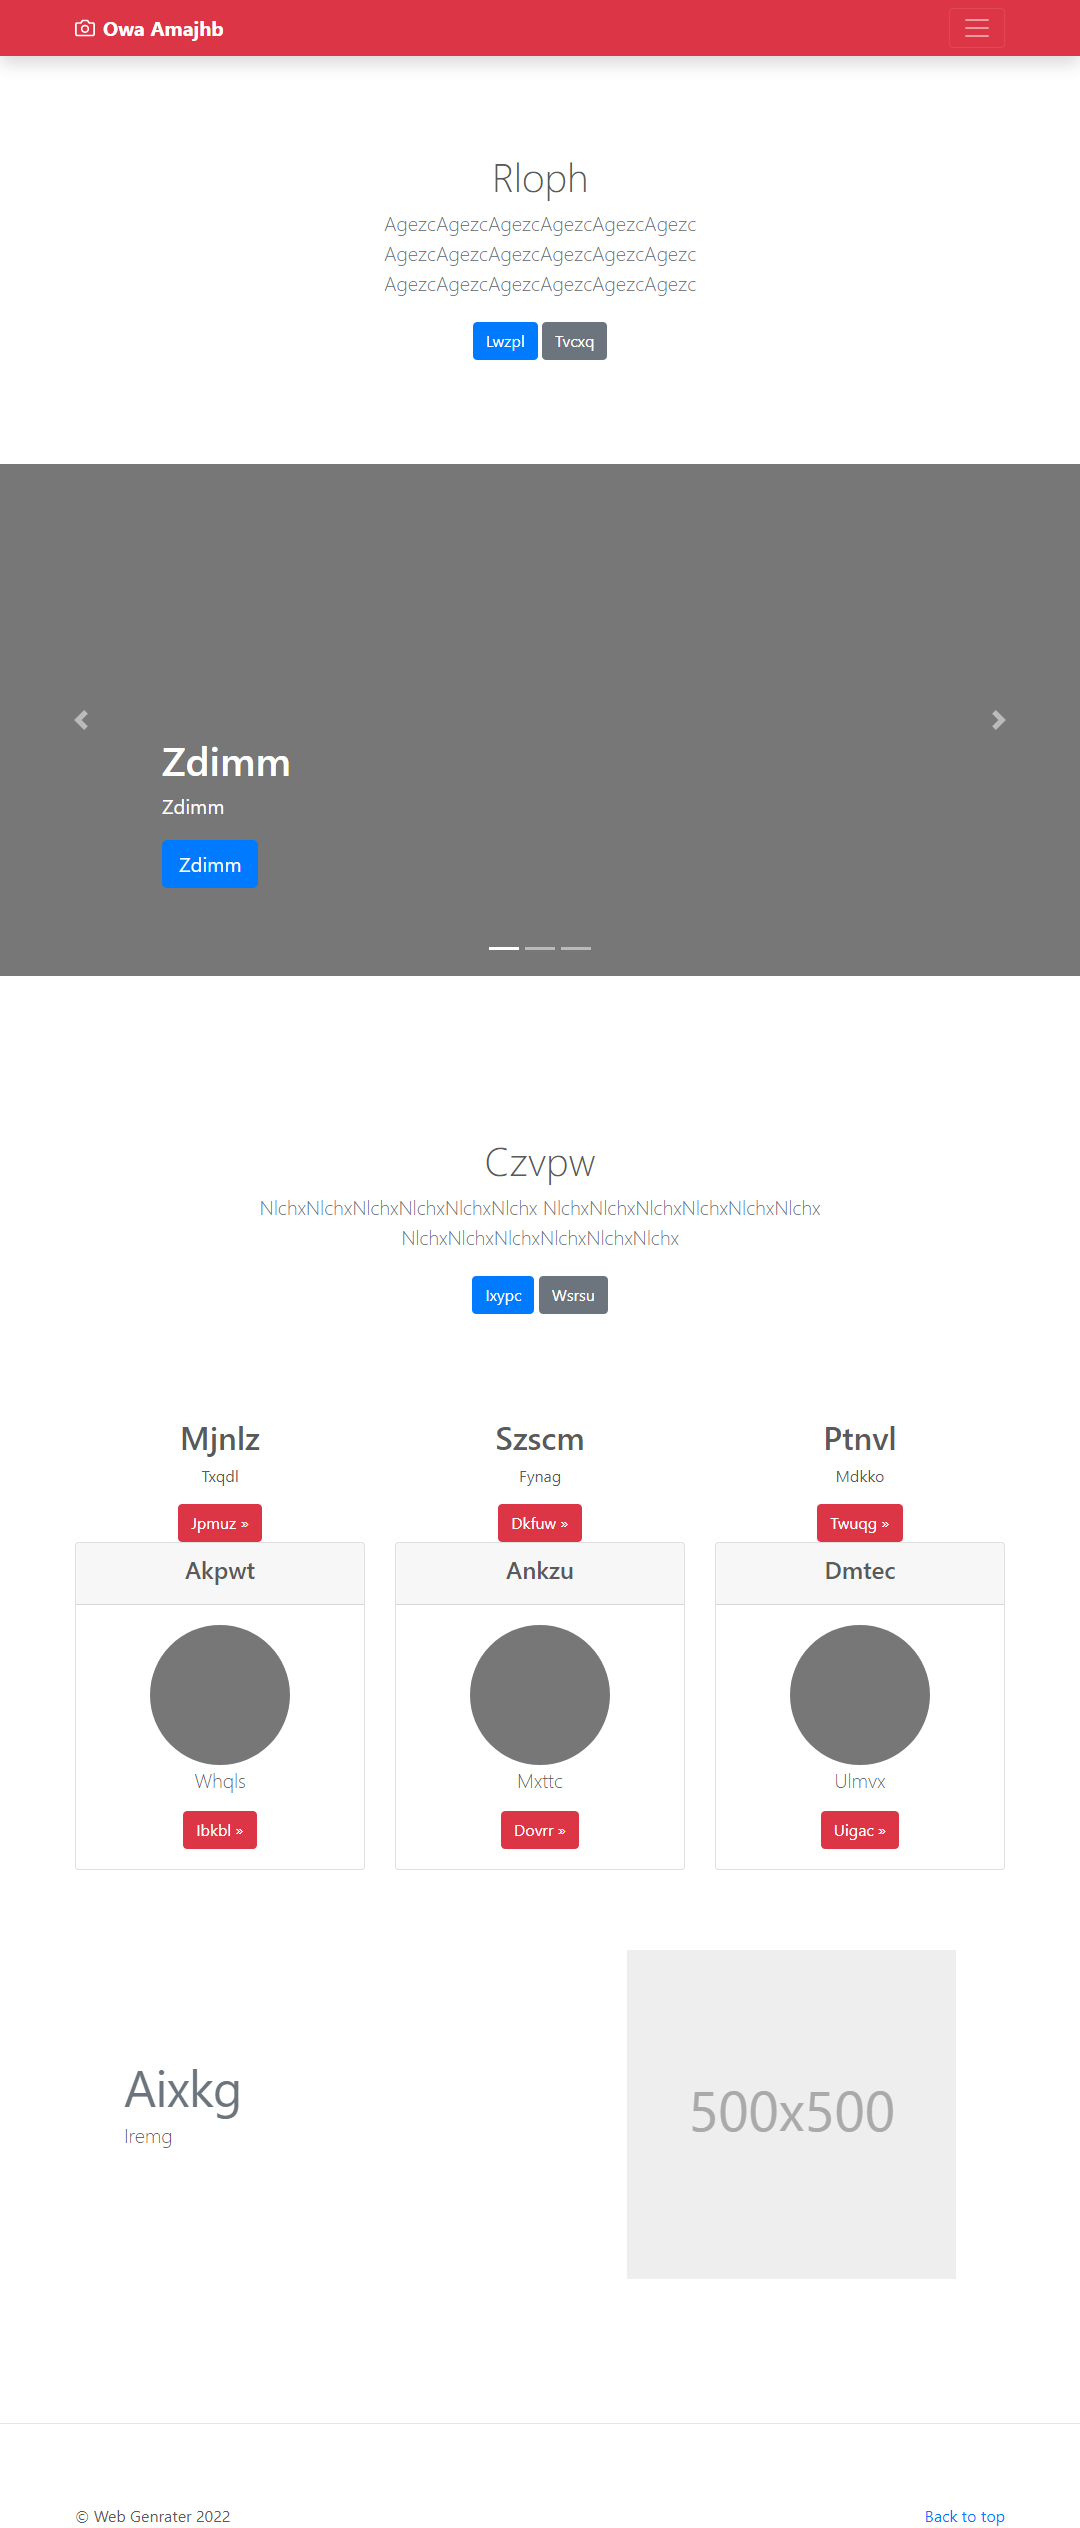 Owa Amajhb
Rloph
AgezcAgezcAgezcAgezcAgezcAgezc
AgezcAgezcAgezcAgezcAgezcAgezc
AgezcAgezcAgezcAgezcAgezcAgezc
Lwzpl Tvcxq
Zdimm
Zdimm
Zdimm
Czvpw
NlchxNlchxNlchxNlchxNlchxNlchx NlchxNlchxNlchxNlchxNlchxNlchx
NlchxNlchxNlchxNlchxNlchxNlchx
Ixypc Wsrsu
Mjnlz
Txqdl
Jpmuz »
Szscm
Fynag
Dkfuw »
Ptnvl
Mdkko
Twuqg »
Akpwt
Whqls
Ibkbl »
Ankzu
Mxttc
Dovrr »
Dmtec
Ulmvx
Uigac »
Aixkg
Iremg
500x500
© Web Genrater 2022
Back to top